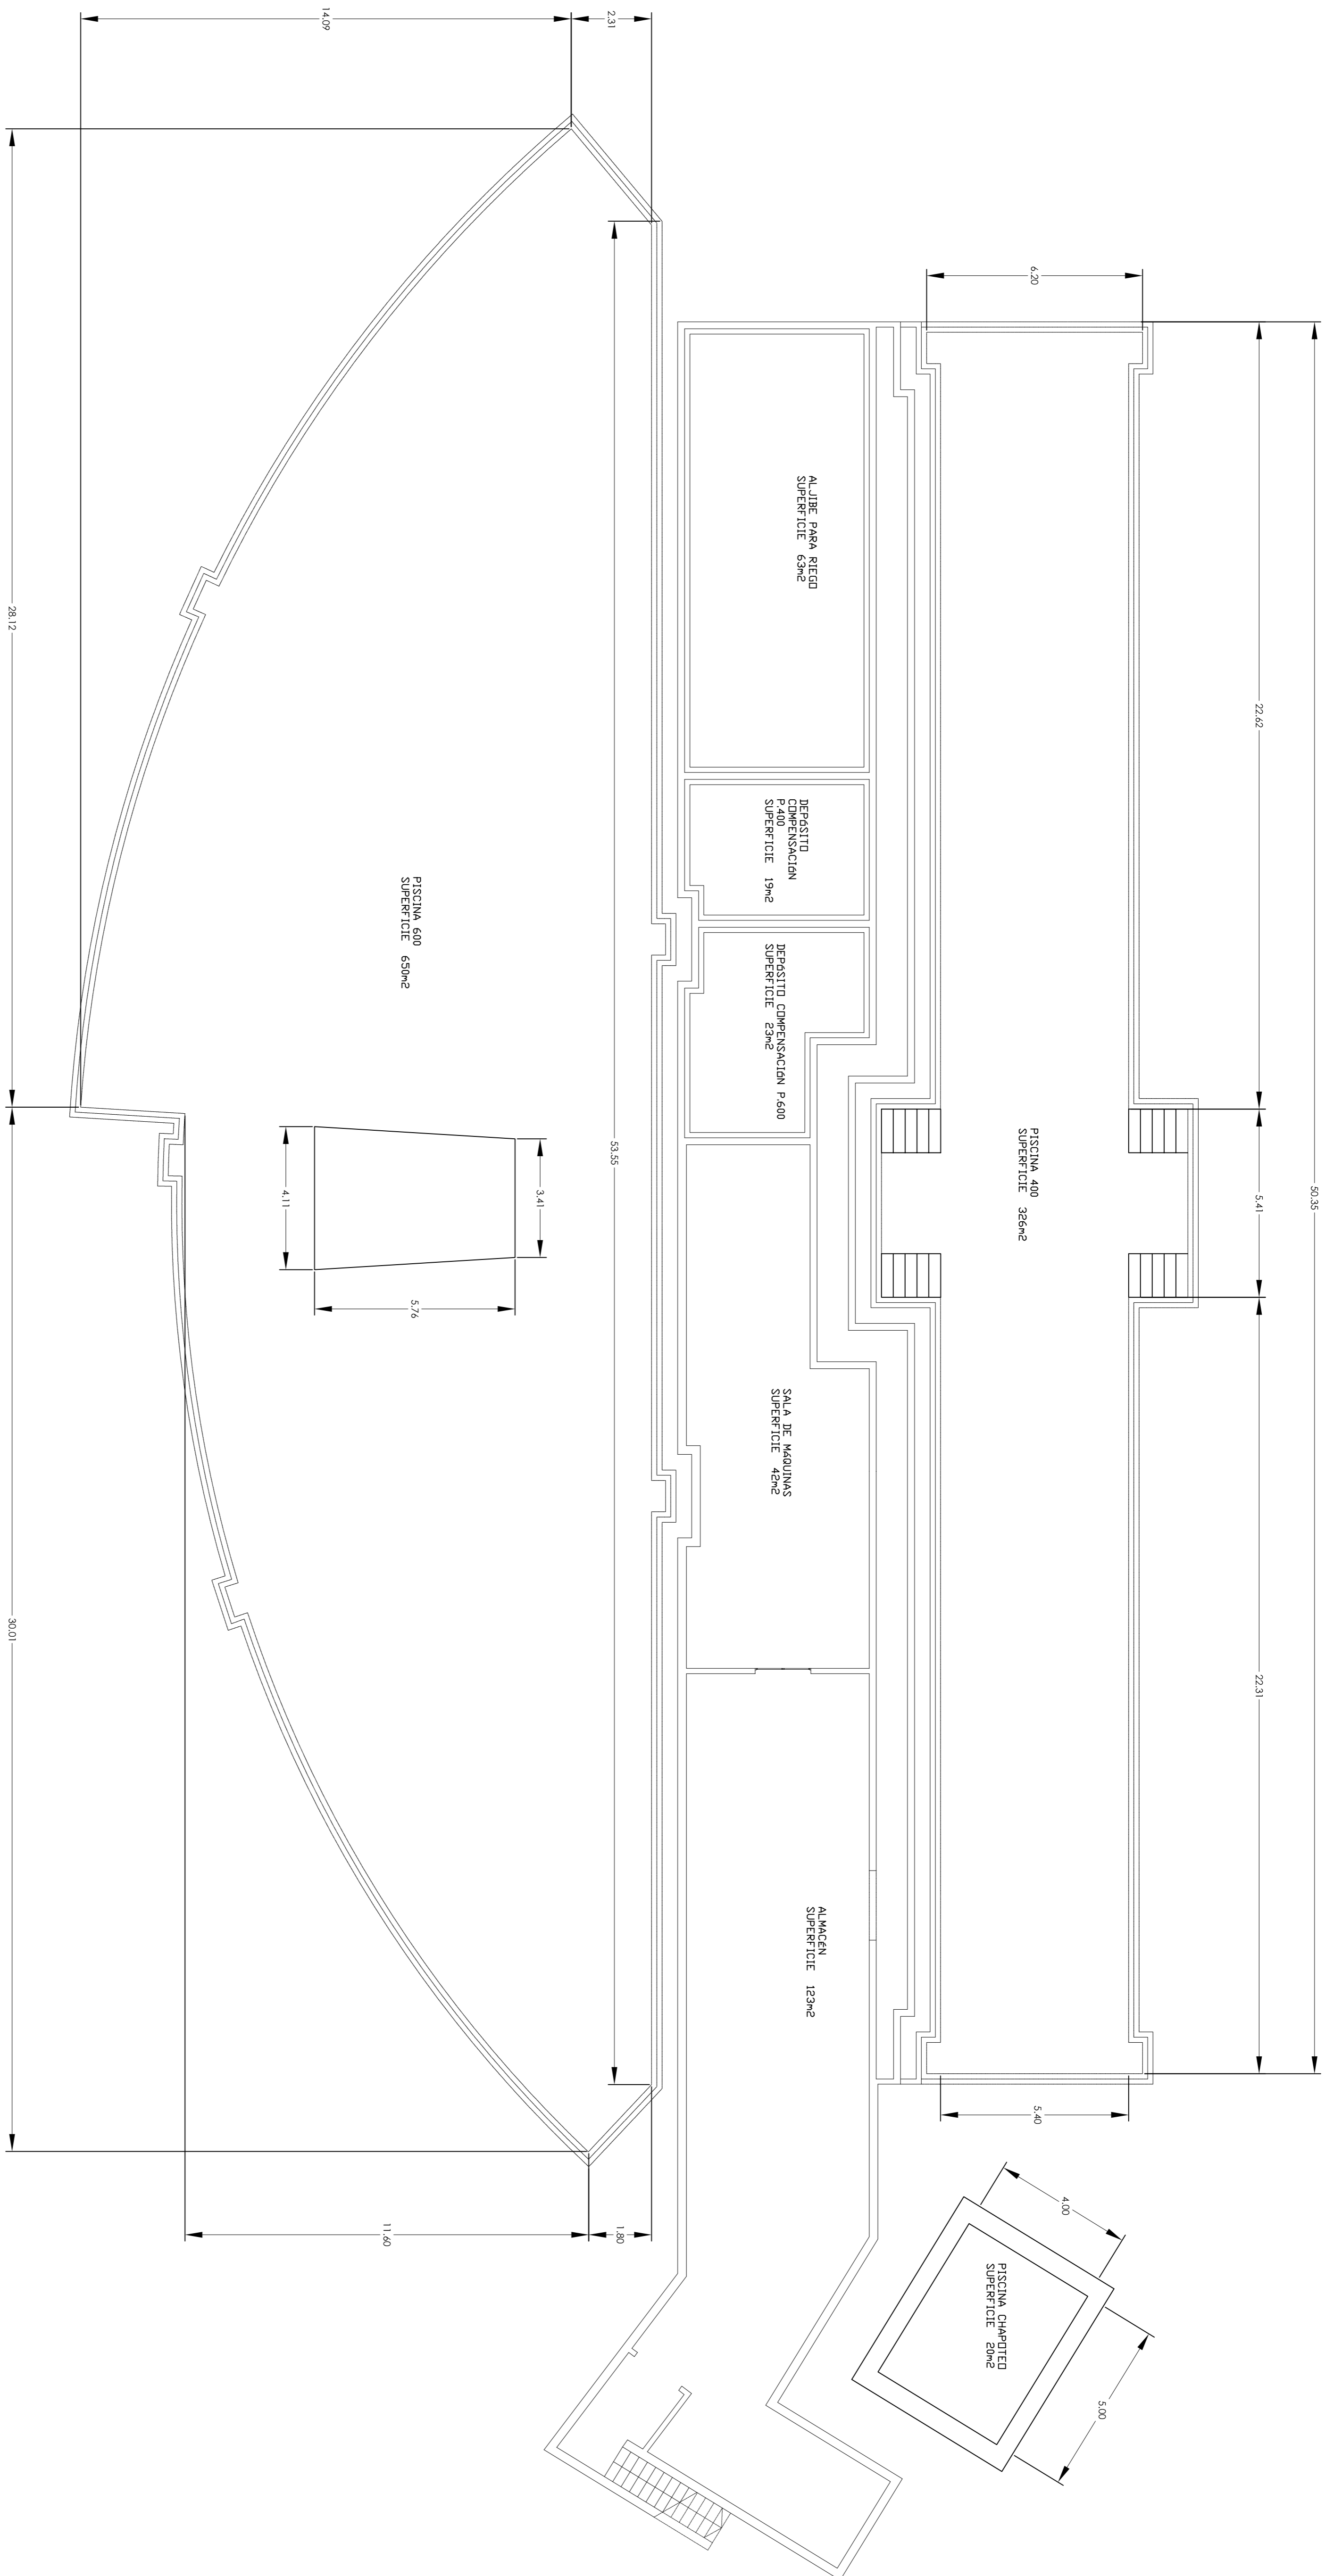 50.35
22.62
5.41
22.31
6.20
5.40
PISCINA 400
SUPERFICIE 326m2
4.00
5.00
PISCINA CHAPOTEO
SUPERFICIE 20m2
ALJIBE PARA RIEGO
SUPERFICIE 63m2
DEPóSITO
COMPENSACIóN
P.400
SUPERFICIE 19m2
DEPóSITO COMPENSACIóN P.600
SUPERFICIE 23m2
SALA DE MáQUINAS
SUPERFICIE 42m2
ALMACéN
SUPERFICIE 123m2
2.31
14.09
53.55
1.80
11.60
3.41
5.76
4.11
PISCINA 600
SUPERFICIE 650m2
28.12
30.01